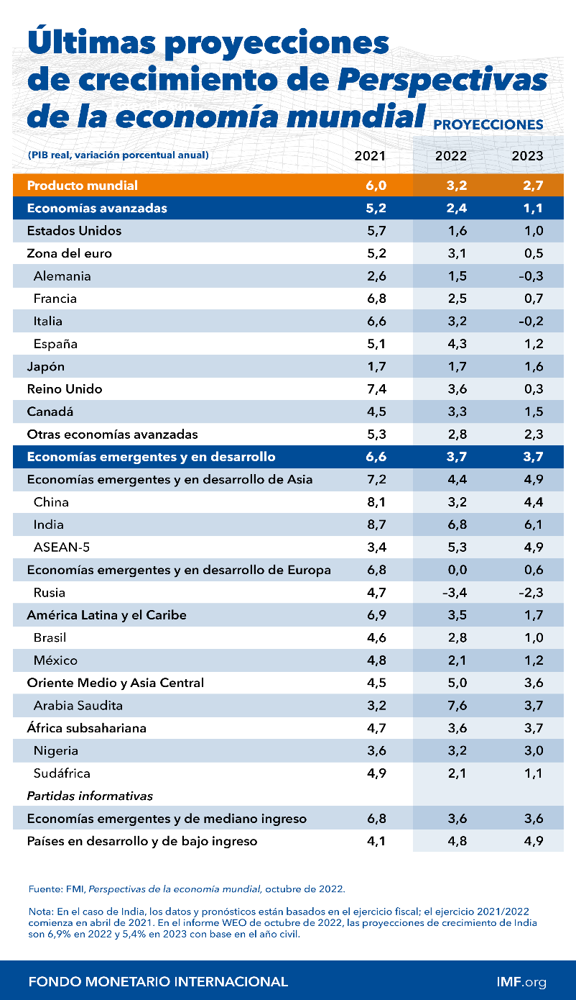 Últimas proyecciones
de crecimiento de Perspectivas
de la economía mundial PROYECCIONES
(PIB real, variación porcentual anual) 2021 2022 2023
Producto mundial 6,0 3,2 2,7
Economías avanzadas 5,2 2,4 1,1
Estados Unidos 5,7 1,6 1,0
Zona del euro 5,2 3,1 0,5
Alemania 2,6 1,5 –0,3
Francia 6,8 2,5 0,7
Italia 6,6 3,2 –0,2
España 5,1 4,3 1,2
Japón 1,7 1,7 1,6
Reino Unido 7,4 3,6 0,3
Canadá 4,5 3,3 1,5
Otras economías avanzadas 5,3 2,8 2,3
Economías emergentes y en desarrollo 6,6 3,7 3,7
Economías emergentes y en desarrollo de Asia 7,2 4,4 4,9
China 8,1 3,2 4,4
India 8,7 6,8 6,1
ASEAN-5 3,4 5,3 4,9
Economías emergentes y en desarrollo de Europa 6,8 0,0 0,6
Rusia 4,7 –3,4 –2,3
América Latina y el Caribe 6,9 3,5 1,7
Brasil 4,6 2,8 1,0
México 4,8 2,1 1,2
Oriente Medio y Asia Central 4,5 5,0 3,6
Arabia Saudita 3,2 7,6 3,7
África subsahariana 4,7 3,6 3,7
Nigeria 3,6 3,2 3,0
Sudáfrica 4,9 2,1 1,1
Partidas informativas
Economías emergentes y de mediano ingreso 6,8 3,6 3,6
Países en desarrollo y de bajo ingreso 4,1 4,8 4,9
Fuente: FMI, Perspectivas de la economía mundial, octubre de 2022.
Nota: En el caso de India, los datos y pronósticos están basados en el ejercicio fiscal; el ejercicio 2021/2022
comienza en abril de 2021. En el informe WEO de octubre de 2022, las proyecciones de crecimiento de India
son 6,9% en 2022 y 5,4% en 2023 con base en el año civil.
FONDO MONETARIO INTERNACIONAL IMF.org